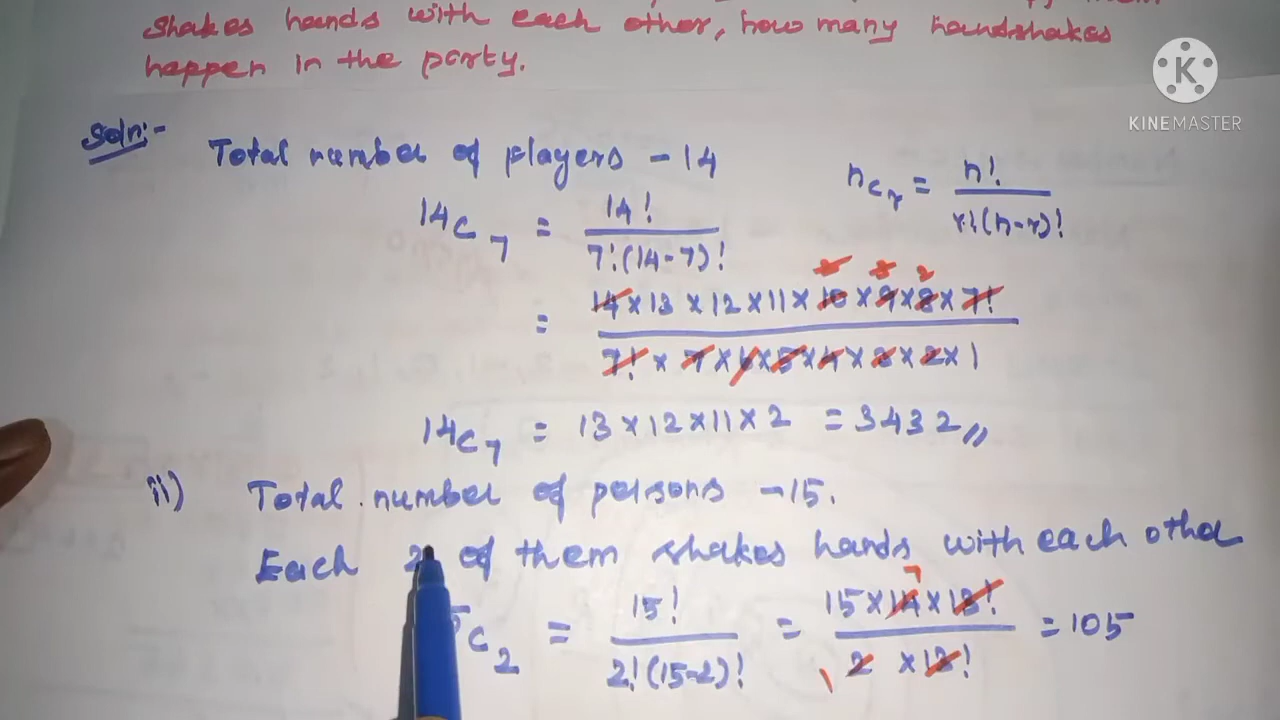 shakes hands with each other, how many handshakes
happen in the party.
K
KINEMASTER
Soln:-
Total number of players - 14
nCr = n! / r!(n-r)!
14C7 = 14! / 7!(14-7)!
= 14 x 13 x 12 x 11 x 10 x 9 x 8 x 7! / 7! x 7 x 6 x 5 x 4 x 3 x 2 x 1
14C7 = 13 x 12 x 11 x 2 = 3432 //
ii) Total number of persons - 15.
Each 2 of them shakes hands with each other
C2 = 15! / 2!(15-2)! = 15 x 14 x 13! / 2 x 13! = 105